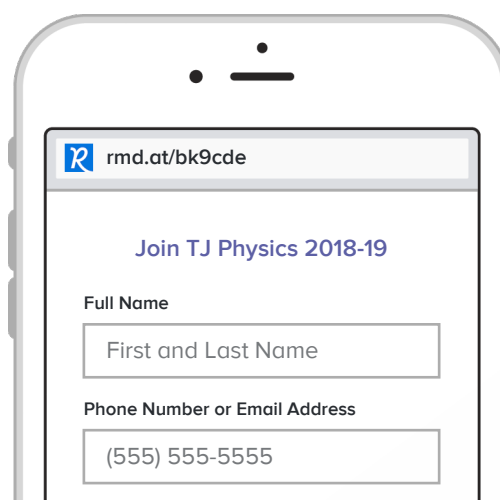 rmd.at/bk9cde
Join TJ Physics 2018-19
Full Name
First and Last Name
Phone Number or Email Address
(555) 555-5555